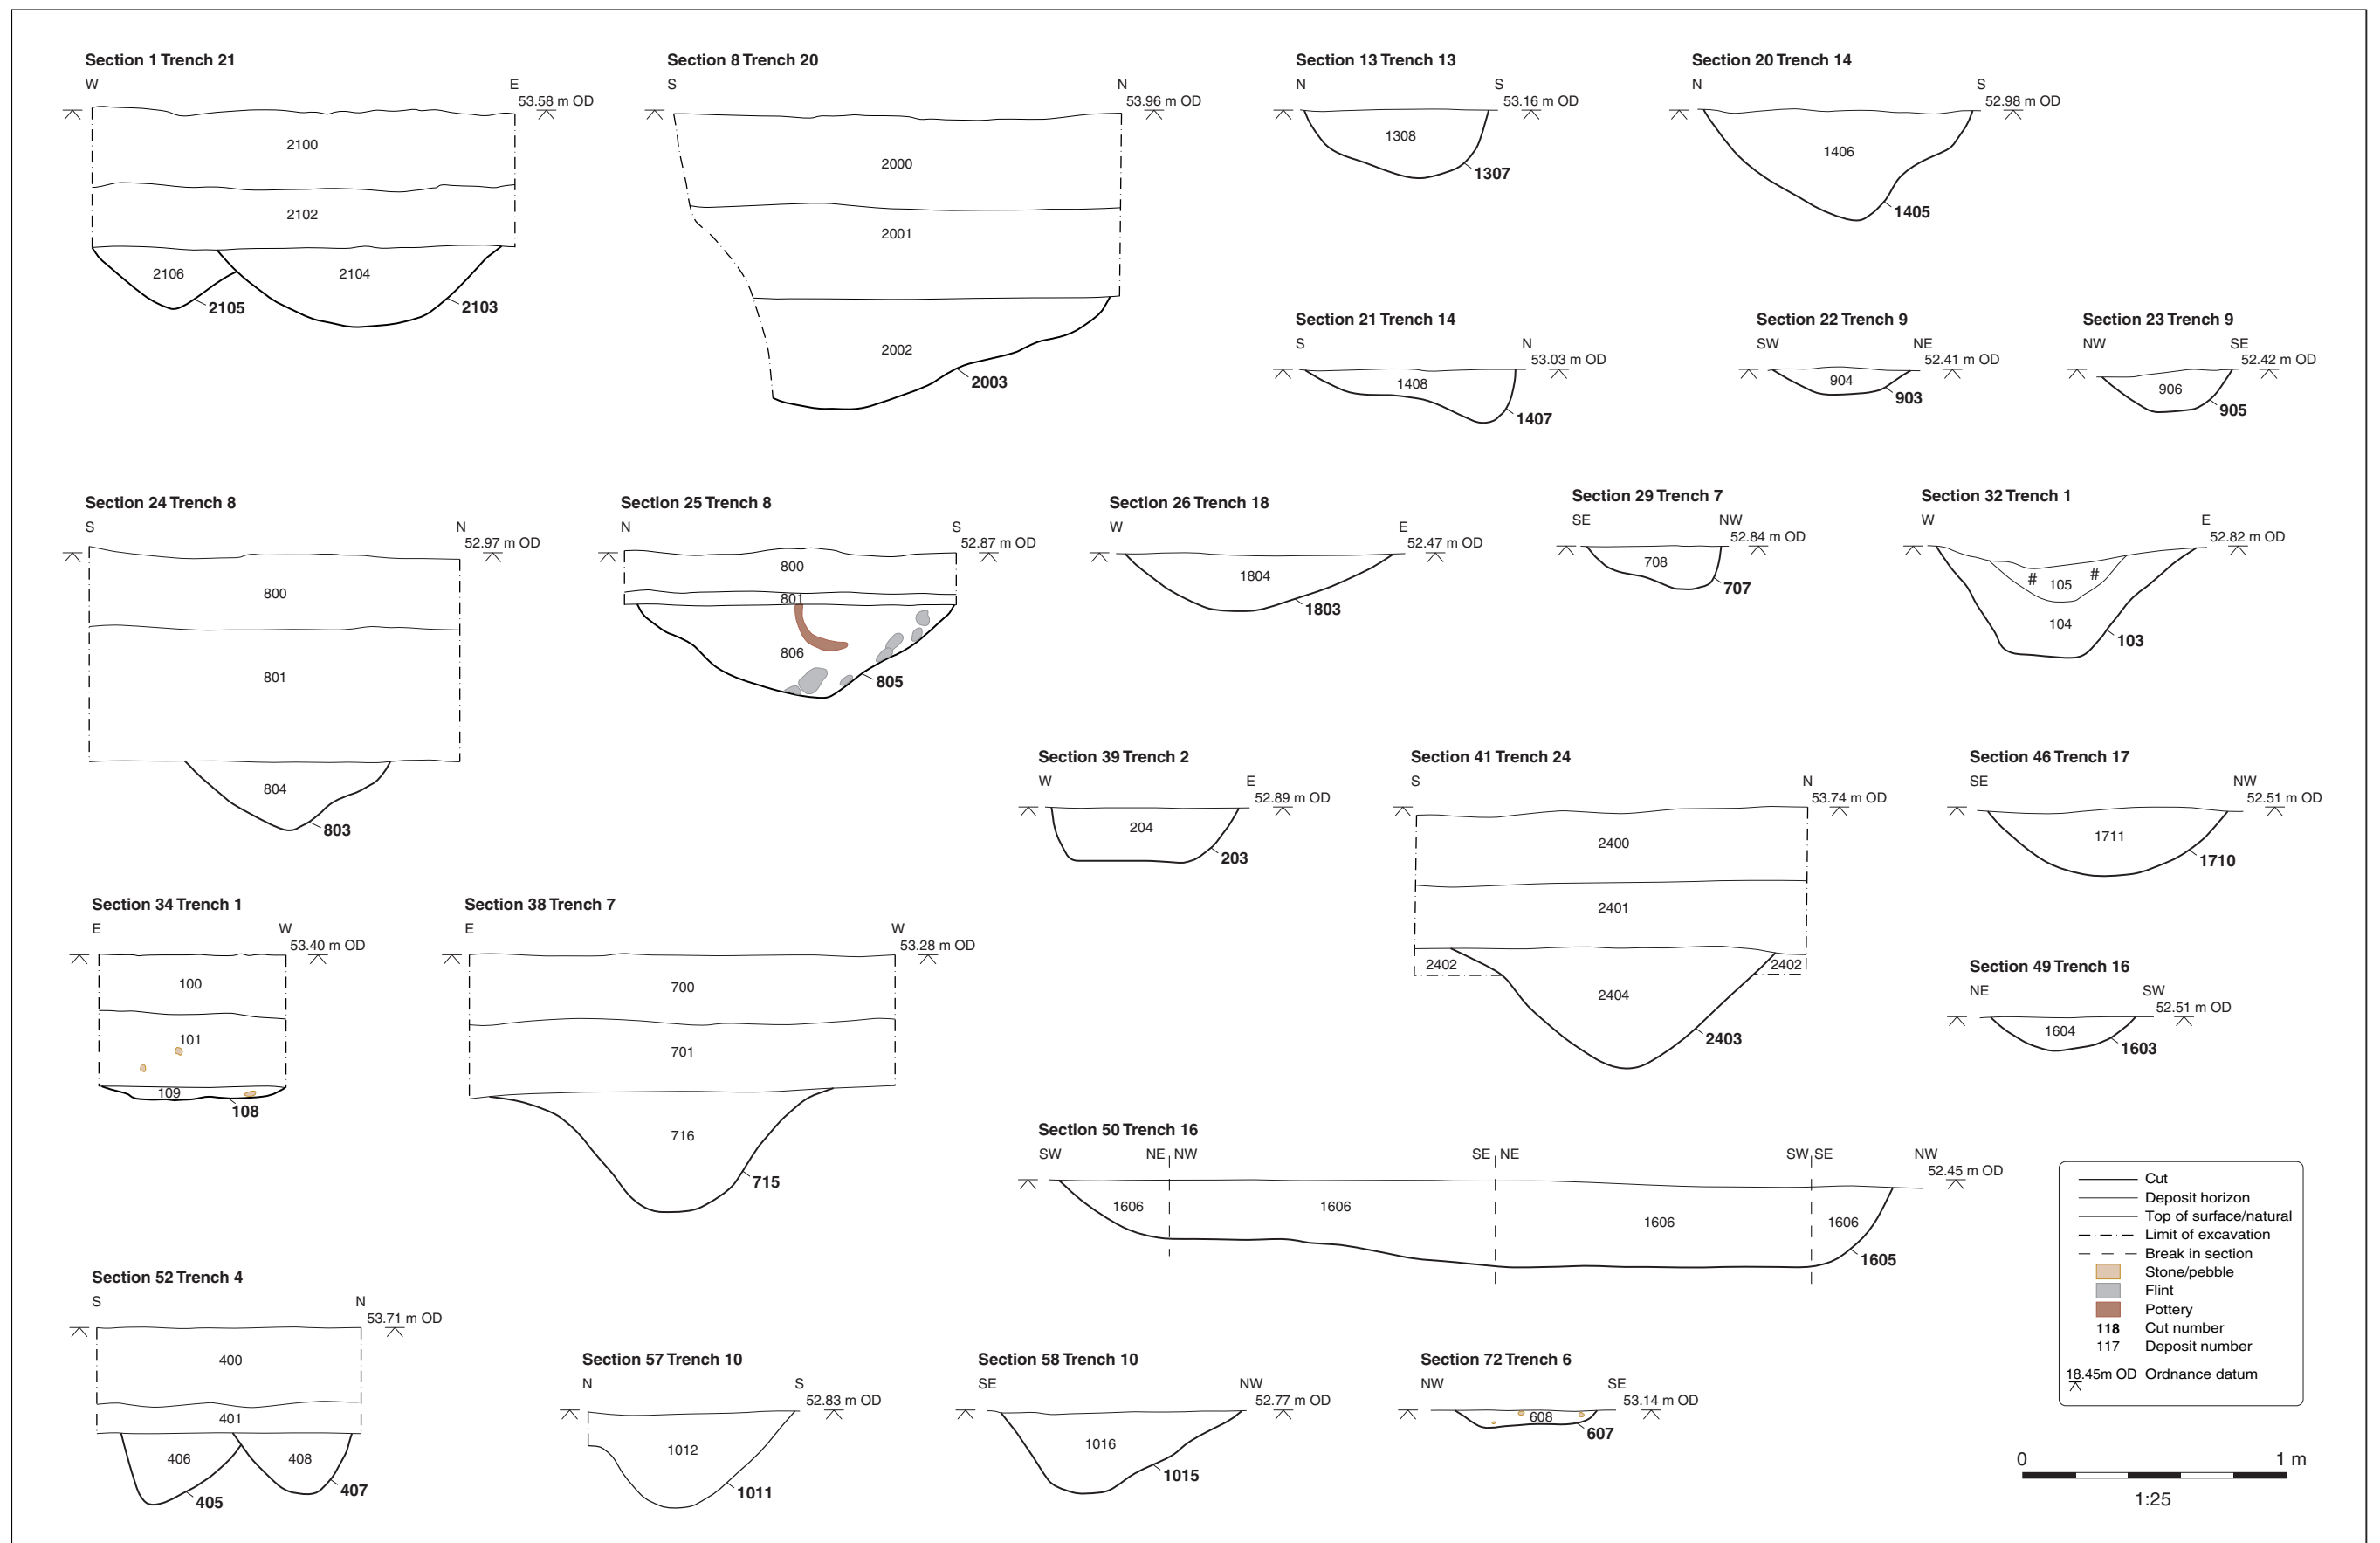 Section 1 Trench 21
W E
53.58 m OD
2100
2102
2106 2104
2105 2103
Section 8 Trench 20
S N
53.96 m OD
2000
2001
2002
2003
Section 13 Trench 13
N S
53.16 m OD
1308
1307
Section 20 Trench 14
N S
52.98 m OD
1406
1405
Section 21 Trench 14
S N
53.03 m OD
1408
1407
Section 22 Trench 9
SW NE
52.41 m OD
904
903
Section 23 Trench 9
NW SE
52.42 m OD
906
905
Section 24 Trench 8
S N
52.97 m OD
800
801
804
803
Section 25 Trench 8
N S
52.87 m OD
800
801
806
805
Section 26 Trench 18
W E
52.47 m OD
1804
1803
Section 29 Trench 7
SE NW
52.84 m OD
708
707
Section 32 Trench 1
W E
52.82 m OD
# 105 #
104
103
Section 34 Trench 1
E W
53.40 m OD
100
101
109
108
Section 38 Trench 7
E W
53.28 m OD
700
701
716
715
Section 39 Trench 2
W E
52.89 m OD
204
203
Section 41 Trench 24
S N
53.74 m OD
2400
2401
2402 2402
2404
2403
Section 46 Trench 17
SE NW
52.51 m OD
1711
1710
Section 49 Trench 16
NE SW
52.51 m OD
1604
1603
Section 50 Trench 16
SW NE NW SE NE SW SE NW
52.45 m OD
1606 1606 1606 1606
1605
Section 52 Trench 4
S N
53.71 m OD
400
401
406 408
405 407
Section 57 Trench 10
N S
52.83 m OD
1012
1011
Section 58 Trench 10
SE NW
52.77 m OD
1016
1015
Section 72 Trench 6
NW SE
53.14 m OD
608
607
Cut
Deposit horizon
Top of surface/natural
Limit of excavation
Break in section
Stone/pebble
Flint
Pottery
118 Cut number
117 Deposit number
18.45m OD Ordnance datum
0 1 m
1:25